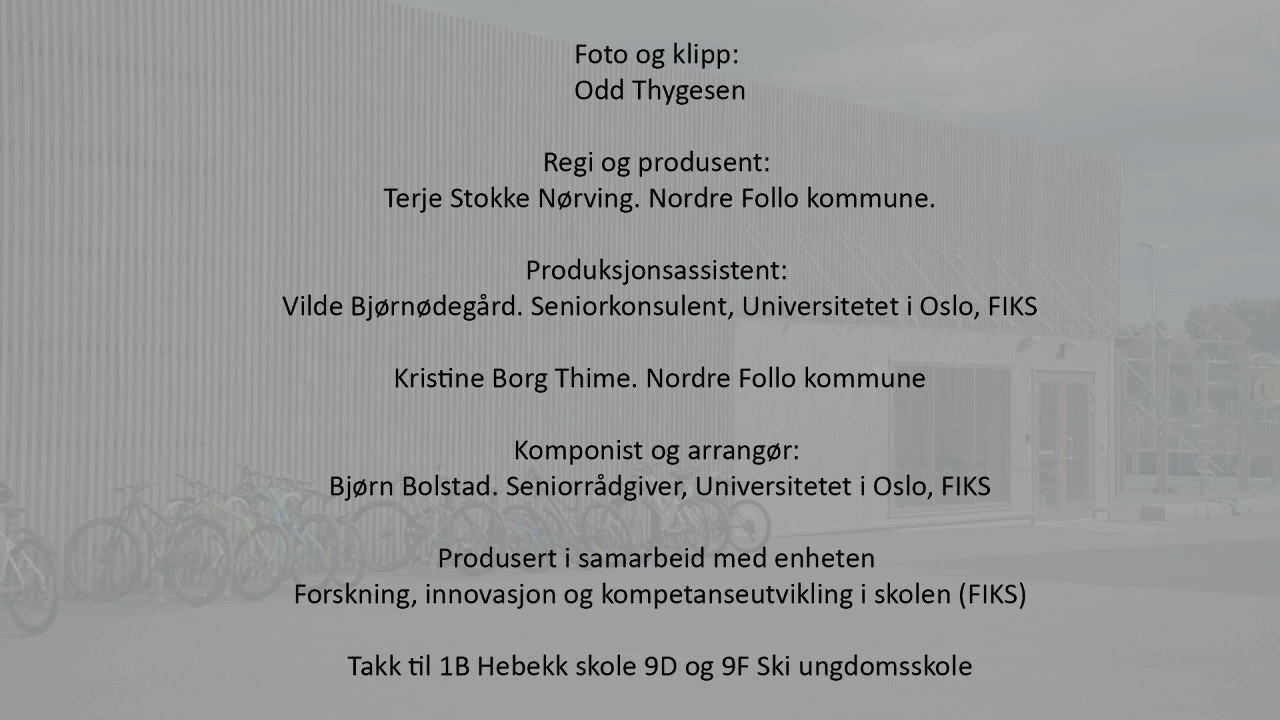 Foto og klipp:
Odd Thygesen
Regi og produsent:
Terje Stokke Nørving. Nordre Follo kommune.
Produksjonsassistent:
Vilde Bjørnødegård. Seniorkonsulent, Universitetet i Oslo, FIKS
Kristine Borg Thime. Nordre Follo kommune
Komponist og arrangør:
Bjørn Bolstad. Seniorrådgiver, Universitetet i Oslo, FIKS
Produsert i samarbeid med enheten
Forskning, innovasjon og kompetanseutvikling i skolen (FIKS)
Takk til 1B Hebekk skole 9D og 9F Ski ungdomsskole